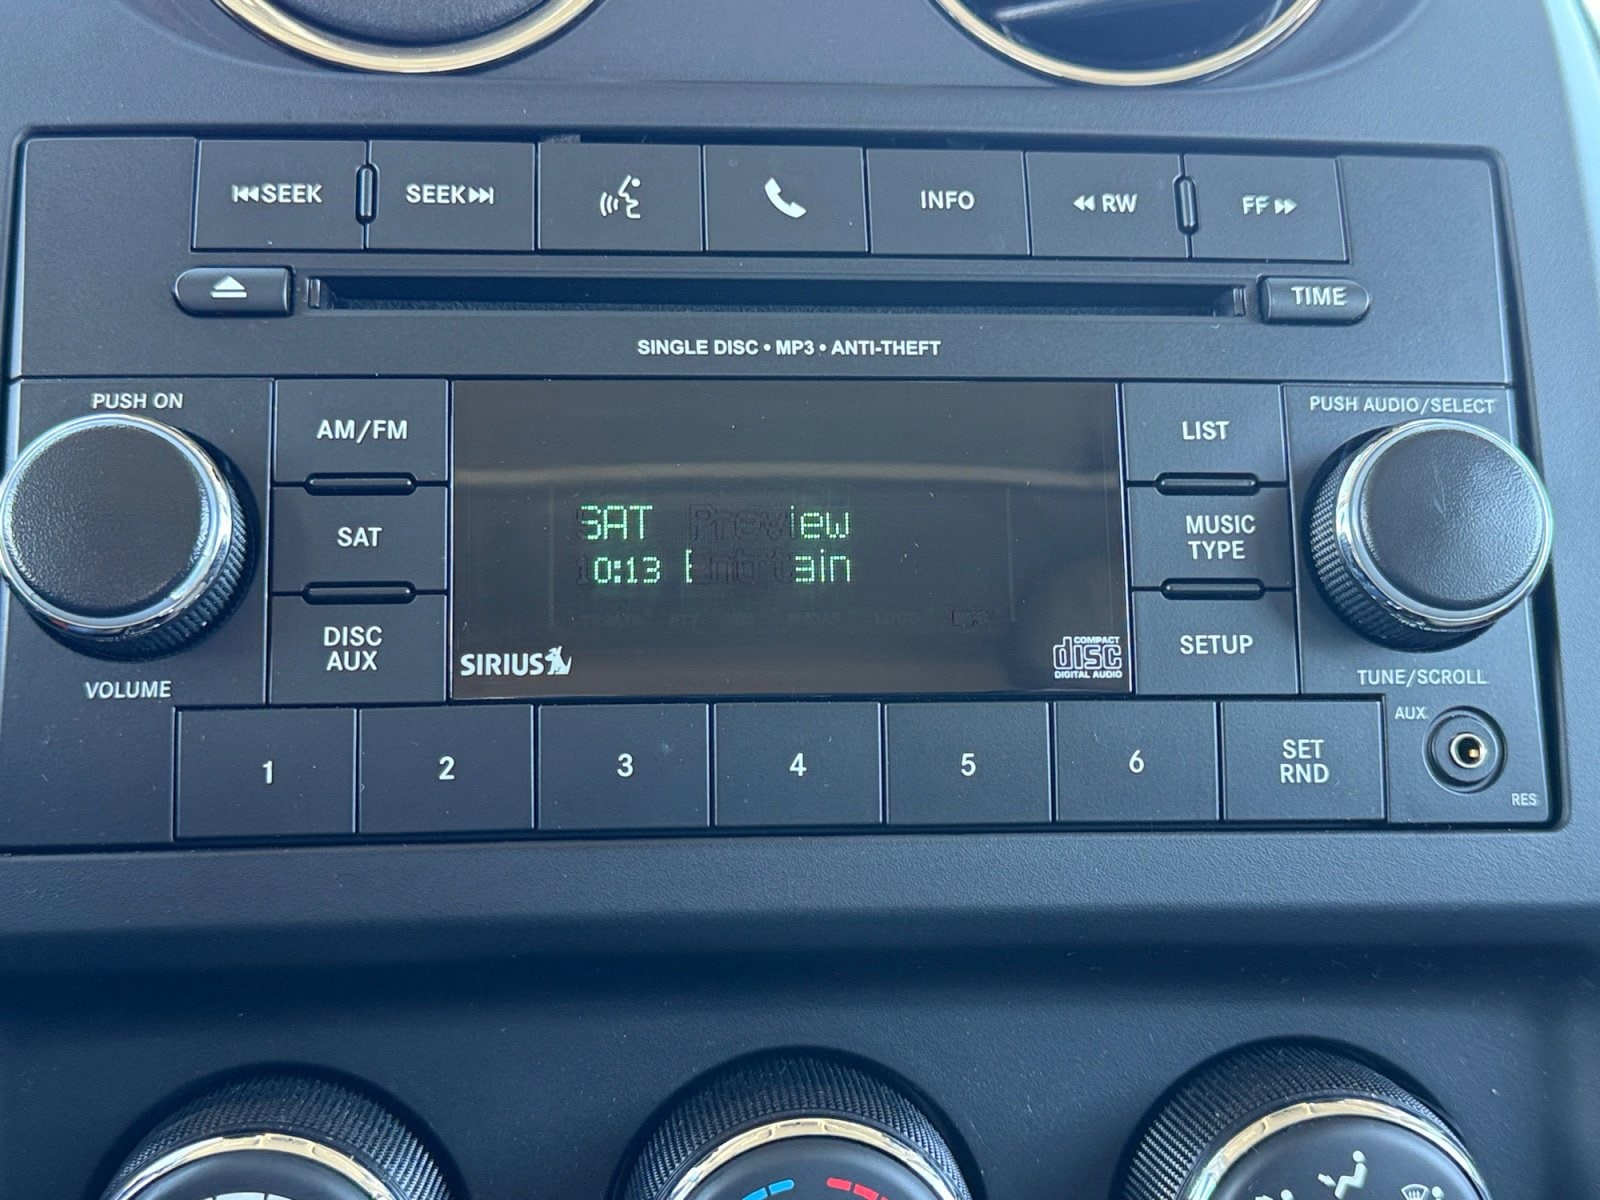 SEEK
SEEK
INFO
RW
FF
TIME
SINGLE DISC • MP3 • ANTI-THEFT
PUSH ON
AM/FM
LIST
PUSH AUDIO/SELECT
SAT
SAT Preview
10:13 Entertain
MUSIC
TYPE
DISC
AUX
SIRIUS
COMPACT
disc
DIGITAL AUDIO
SETUP
VOLUME
TUNE/SCROLL
AUX
1
2
3
4
5
6
SET
RND
RES